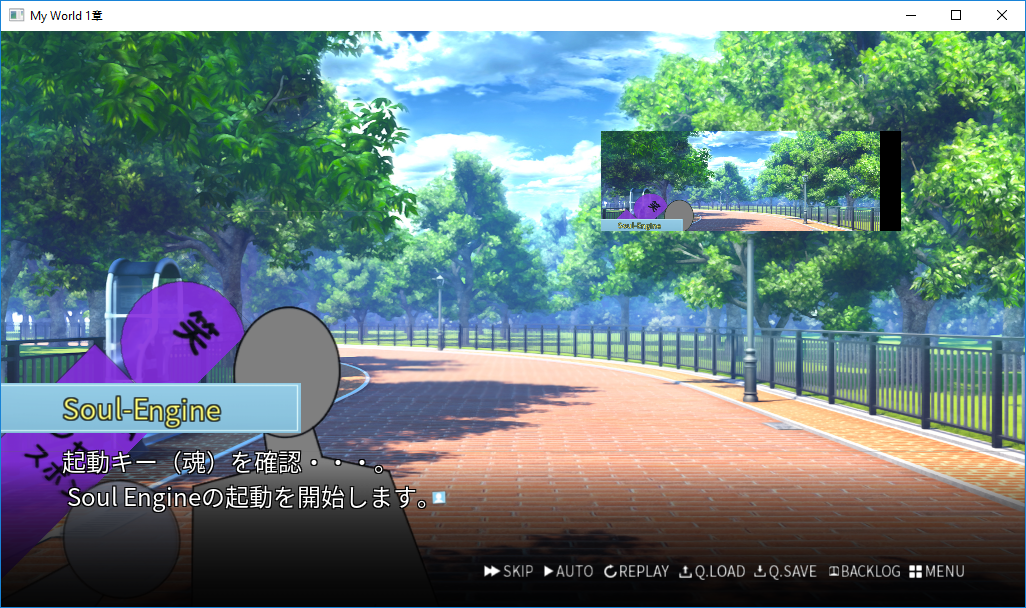 My World 1章
Soul-Engine
笑
Soul-Engine
スポ
起動キー（魂）を確認・・・。
Soul Engineの起動を開始します。
SKIP AUTO REPLAY Q.LOAD Q.SAVE BACKLOG MENU